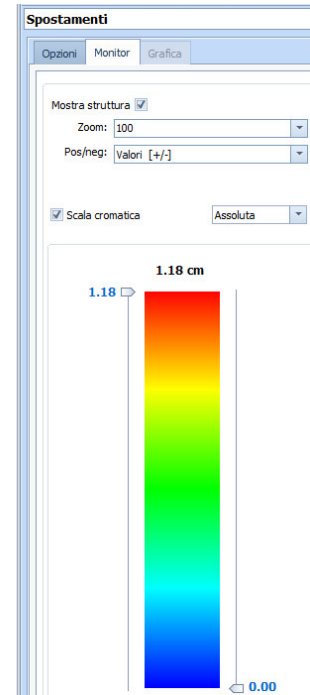 Spostamenti
Opzioni Monitor Grafica
Mostra struttura
Zoom: 100
Pos/neg: Valori [+/-]
Scala cromatica Assoluta
1.18 cm
1.18
0.00